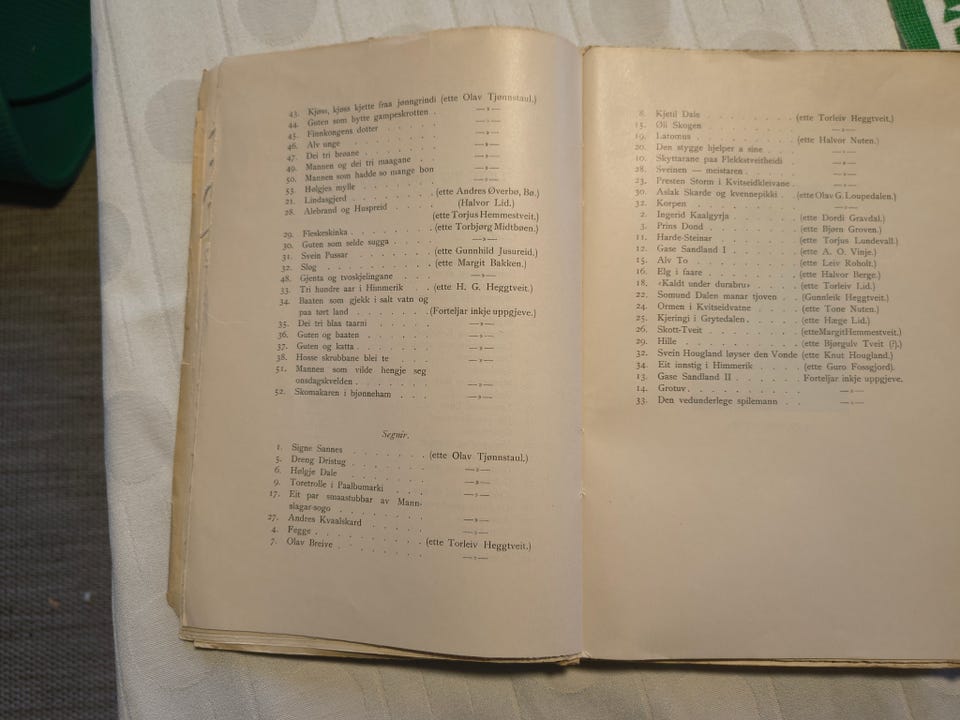 43. Kjøss, kjøss kjette fraa jønngrindi (ette Olav Tjønnstaul.)
44. Guten som bytte gampeskrotten . —»—
45. Finnkongens dotter . . . . . —»—
46. Alv unge . . . . . . —»—
47. Dei tri brøane . . . . . —»—
49. Mannen og dei tri maagane . . —»—
50. Mannen som hadde so mange bon —»—
53. Hølgjes mylle . . . . . —»—
21. Lindasgjerd . . . . . (ette Andres Øverbø, Bø.)
28. Alebrand og Huspreid . . . (Halvor Lid.)
(ette Torjus Hemmestveit.)
29. Fleskeskinka . . . . . (ette Torbjørg Midtbøen.)
30. Guten som selde sugga . . . —»—
31. Svein Pussar . . . . . (ette Gunnhild Jusureid.)
32. Sløg . . . . . . (ette Margit Bakken.)
48. Gjenta og tvoskjelingane . . —»—
33. Tri hundre aar i Himmerik . . (ette H. G. Heggtveit.)
34. Baaten som gjekk i salt vatn og
paa tørt land . . . . . (Forteljar inkje uppgjeve.)
35. Dei tri blaa taarni . . . . —»—
36. Guten og baaten . . . . . —»—
37. Guten og katta . . . . . —»—
38. Hosse skrubbane blei te . . . —»—
51. Mannen som vilde hengje seg
onsdagskvelden . . . . . —»—
52. Skomakaren i bjønneham . . . —»—
Segnir.
1. Signe Sannes . . . . . (ette Olav Tjønnstaul.)
5. Dreng Dristug . . . . . —»—
6. Hølgje Dale . . . . . —»—
9. Toretrolle i Paalbumarki . . . —»—
17. Eit par smaastubbar av Mann-
slagar-sogo . . . . . —»—
27. Andres Kvaalskard . . . . —»—
4. Fegge . . . . . . (ette Torleiv Heggtveit.)
7. Olav Breive . . . . . —»—
8. Kjetil Dale . . . . . (ette Torleiv Heggtveit.)
15. Øli Skogen . . . . . —»—
19. Latomus . . . . . . (ette Halvor Nuten.)
20. Den stygge hjelper a sine . . —»—
10. Skyttarane paa Flekkstveitheidi . —»—
28. Sveinen — meistaren . . . . —»—
23. Presten Storm i Kvitseidkleivane . —»—
30. Aslak Skarde og kvennepikki . . (ette Olav G. Loupedalen.)
32. Korpen . . . . . . —»—
2. Ingerid Kaalgyrja . . . . (ette Dordi Gravdal.)
3. Prins Dond . . . . . (ette Bjørn Groven.)
11. Harde-Steinar . . . . . (ette Torjus Lundevall.)
12. Gase Sandland I . . . . . (ette A. O. Vinje.)
15. Alv To . . . . . . (ette Leiv Roholt.)
16. Elg i faare . . . . . (ette Halvor Berge.)
18. «Kaldt under durabru» . . . (ette Torleiv Lid.)
22. Somund Dalen manar tjoven . . (Gunnleik Heggtveit.)
24. Ormen i Kvitseidvatne . . . (ette Tone Nuten.)
25. Kjeringi i Grytedalen . . . . (ette Hæge Lid.)
26. Skott-Tveit . . . . . (ette Margit Hemmestveit.)
29. Hille . . . . . . (ette Bjørgulv Tveit (?).)
32. Svein Hougland løyser den Vonde (ette Knut Hougland.)
34. Eit innstig i Himmerik . . . (ette Guro Fossgjord).
13. Gase Sandland II . . . . . Forteljar inkje uppgjeve.
14. Grotuv . . . . . . —»—
33. Den vedunderlege spilemann . . —»—